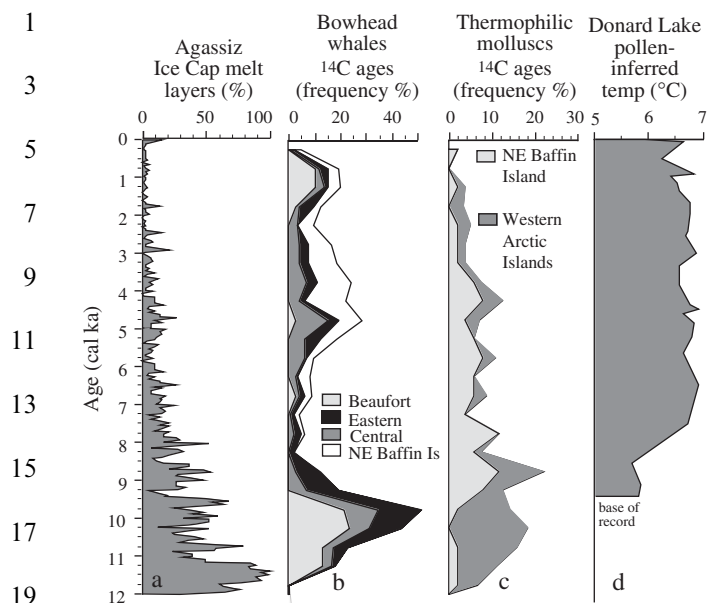 1
3
5
7
9
11
13
15
17
19
Agassiz
Ice Cap melt
layers (%)
0 50 100
Bowhead
whales
14C ages
(frequency %)
0 20 40
Thermophilic
molluscs
14C ages
(frequency %)
0 10 20 30
Donard Lake
pollen-
inferred
temp (°C)
5 6 7
Age (cal ka)
0
1
2
3
4
5
6
7
8
9
10
11
12
Beaufort
Eastern
Central
NE Baffin Is
NE Baffin
Island
Western
Arctic
Islands
base of
record
a
b
c
d